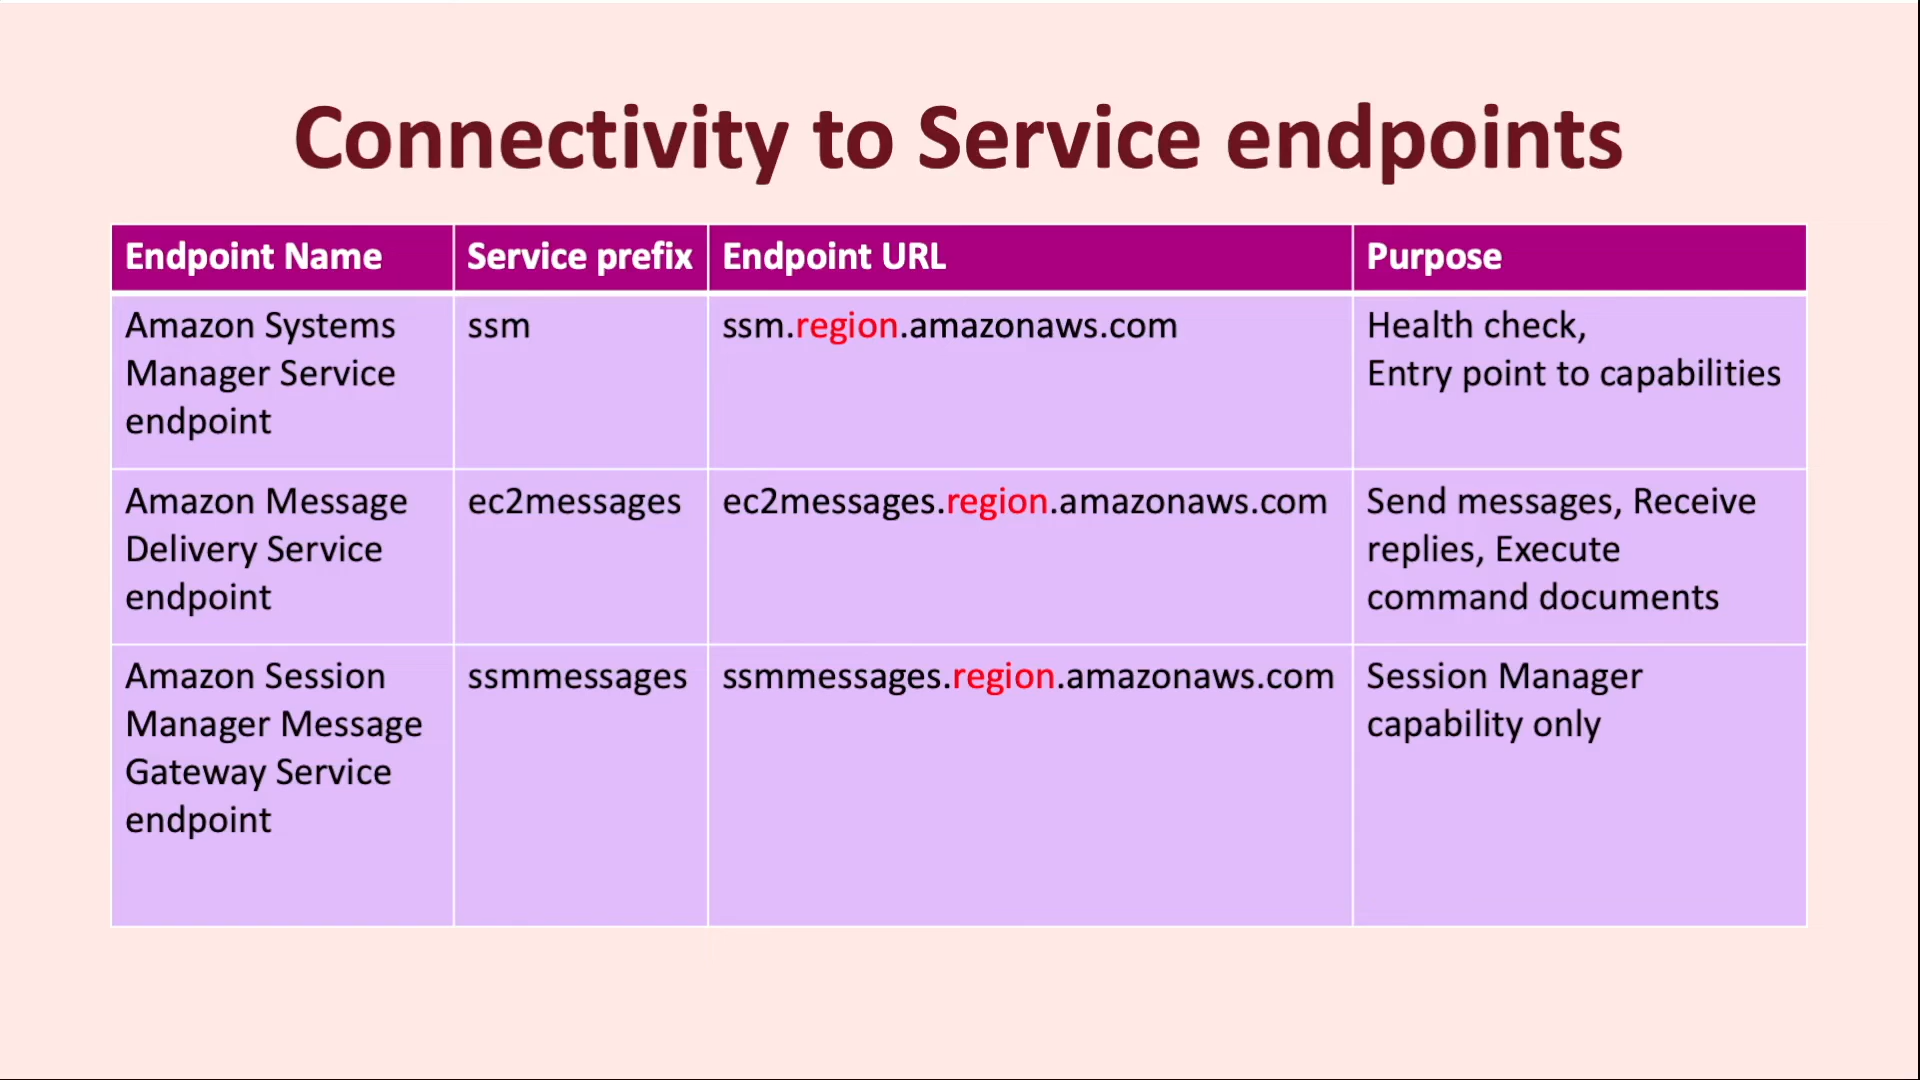 Connectivity to Service endpoints
Endpoint Name
Service prefix
Endpoint URL
Purpose
Amazon Systems
Manager Service
endpoint
ssm
ssm.region.amazonaws.com
Health check,
Entry point to capabilities
Amazon Message
Delivery Service
endpoint
ec2messages
ec2messages.region.amazonaws.com
Send messages, Receive
replies, Execute
command documents
Amazon Session
Manager Message
Gateway Service
endpoint
ssmmessages
ssmmessages.region.amazonaws.com
Session Manager
capability only